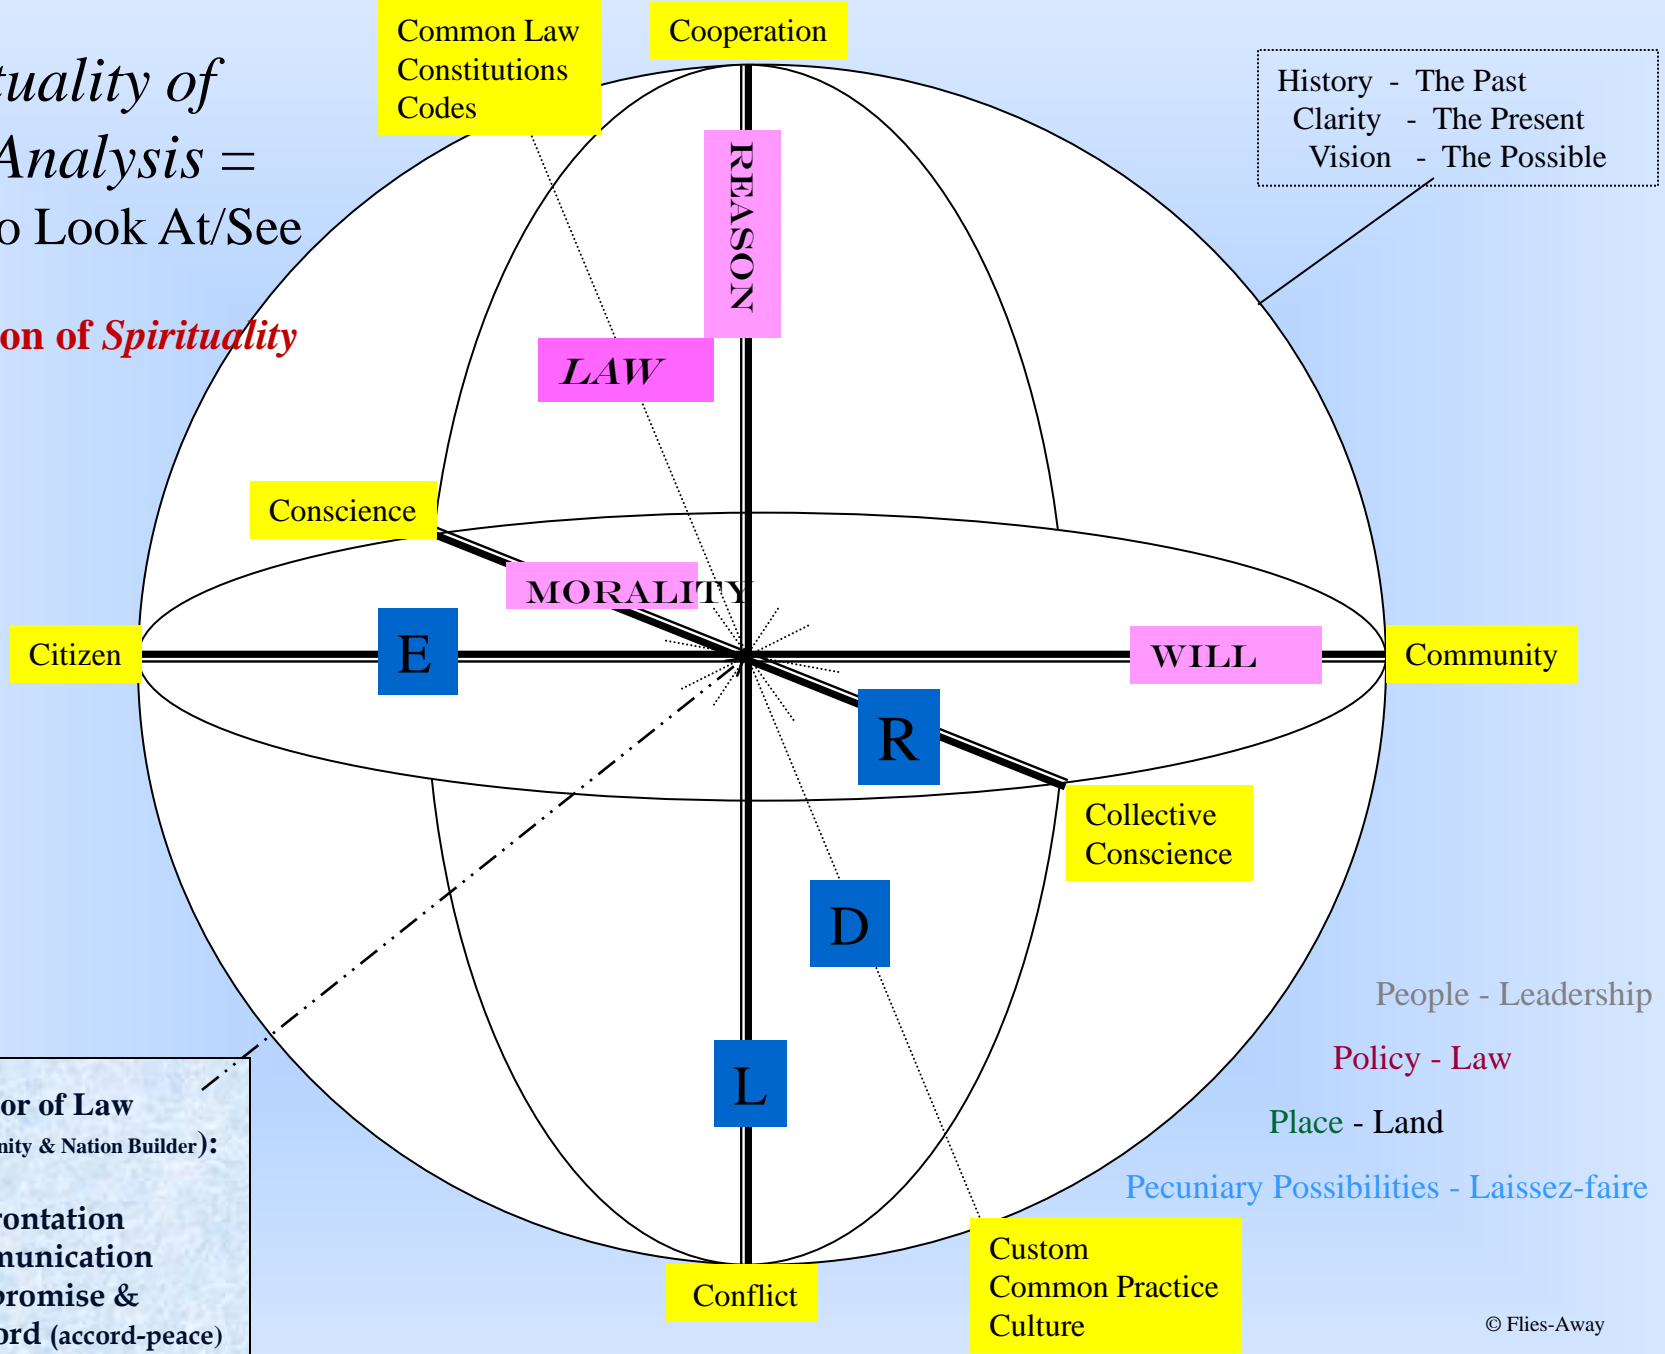 Common Law
Constitutions
Codes
Cooperation
tuality of
Analysis =
o Look At/See
on of Spirituality
History - The Past
Clarity - The Present
Vision - The Possible
REASON
LAW
Conscience
MORALITY
Citizen
E
WILL
Community
R
Collective
Conscience
D
L
People - Leadership
Policy - Law
Place - Land
Pecuniary Possibilities - Laissez-faire
or of Law
nity & Nation Builder):
rontation
munication
promise &
ord (accord-peace)
Conflict
Custom
Common Practice
Culture
© Flies-Away